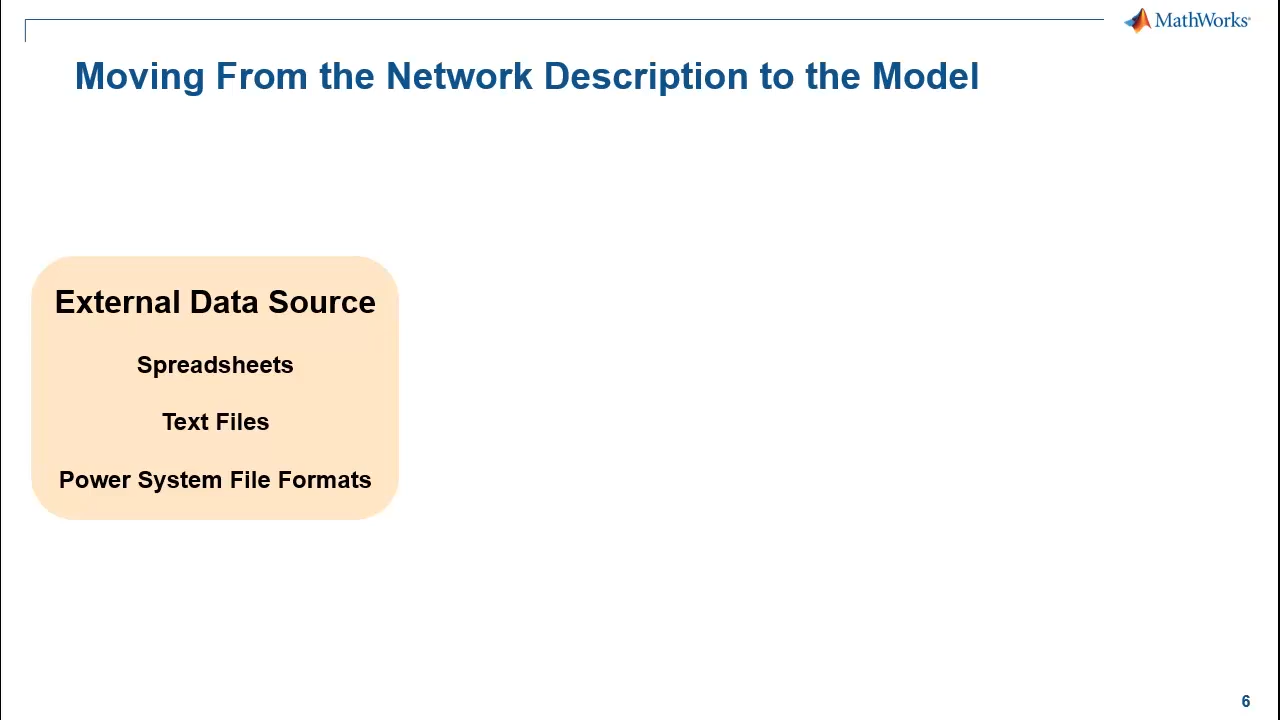 MathWorks®
Moving From the Network Description to the Model
External Data Source
Spreadsheets
Text Files
Power System File Formats
6